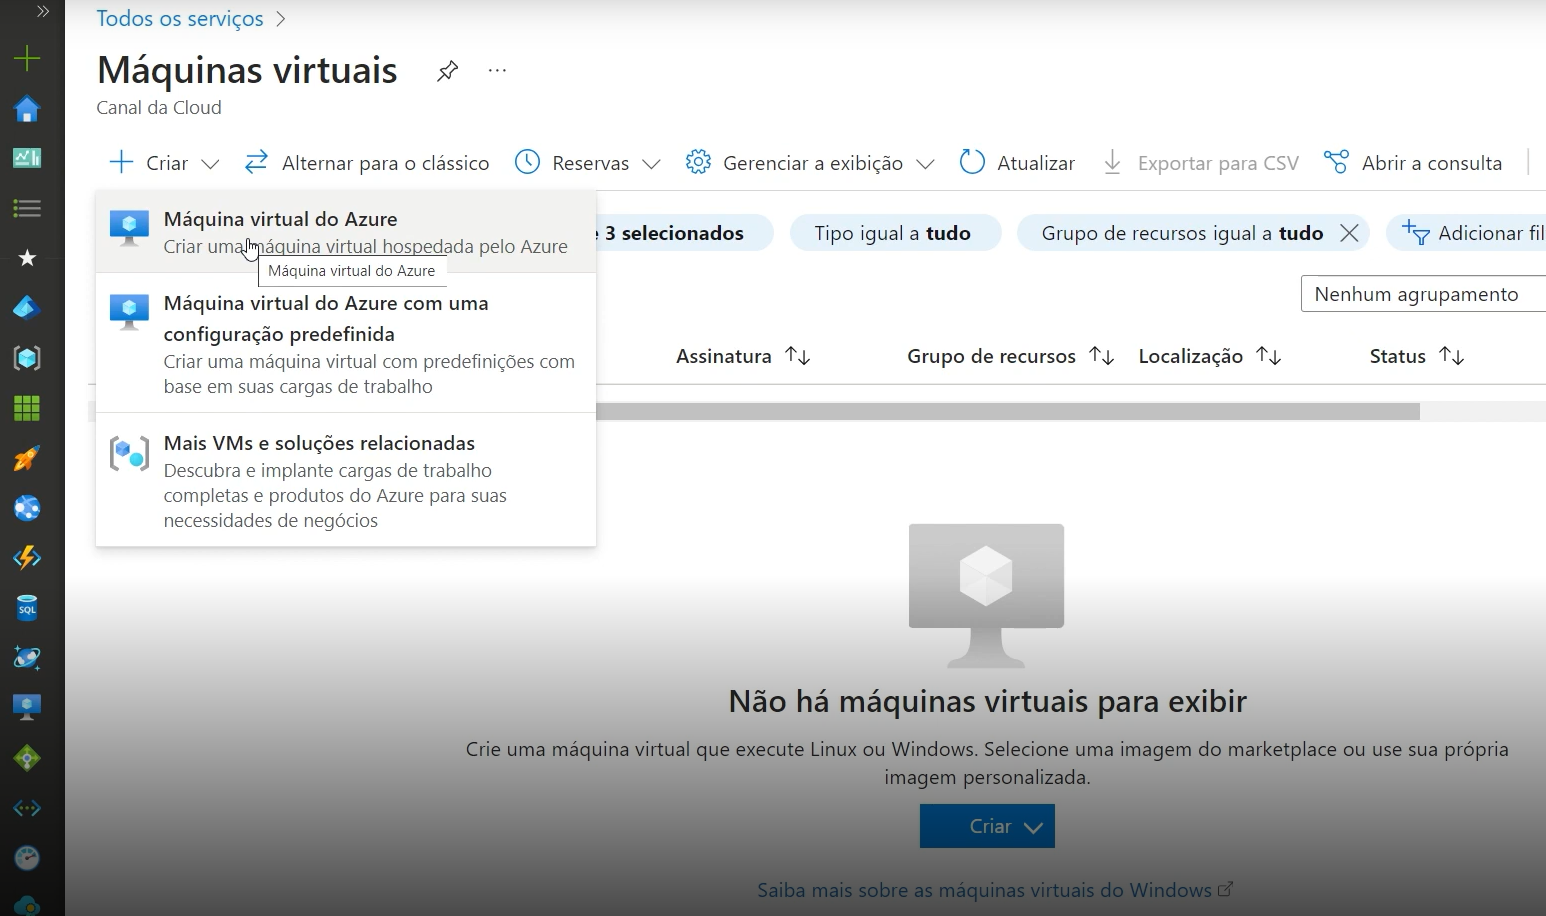 Todos os serviços
Máquinas virtuais
Canal da Cloud
Criar
Alternar para o clássico
Reservas
Gerenciar a exibição
Atualizar
Exportar para CSV
Abrir a consulta
Máquina virtual do Azure
Criar uma máquina virtual hospedada pelo Azure
Máquina virtual do Azure
3 selecionados
Tipo igual a tudo
Grupo de recursos igual a tudo
Adicionar fil
Nenhum agrupamento
Máquina virtual do Azure com uma
configuração predefinida
Criar uma máquina virtual com predefinições com
base em suas cargas de trabalho
Assinatura
Grupo de recursos
Localização
Status
Mais VMs e soluções relacionadas
Descubra e implante cargas de trabalho
completas e produtos do Azure para suas
necessidades de negócios
SQL
Não há máquinas virtuais para exibir
Crie uma máquina virtual que execute Linux ou Windows. Selecione uma imagem do marketplace ou use sua própria
imagem personalizada.
Criar
Saiba mais sobre as máquinas virtuais do Windows